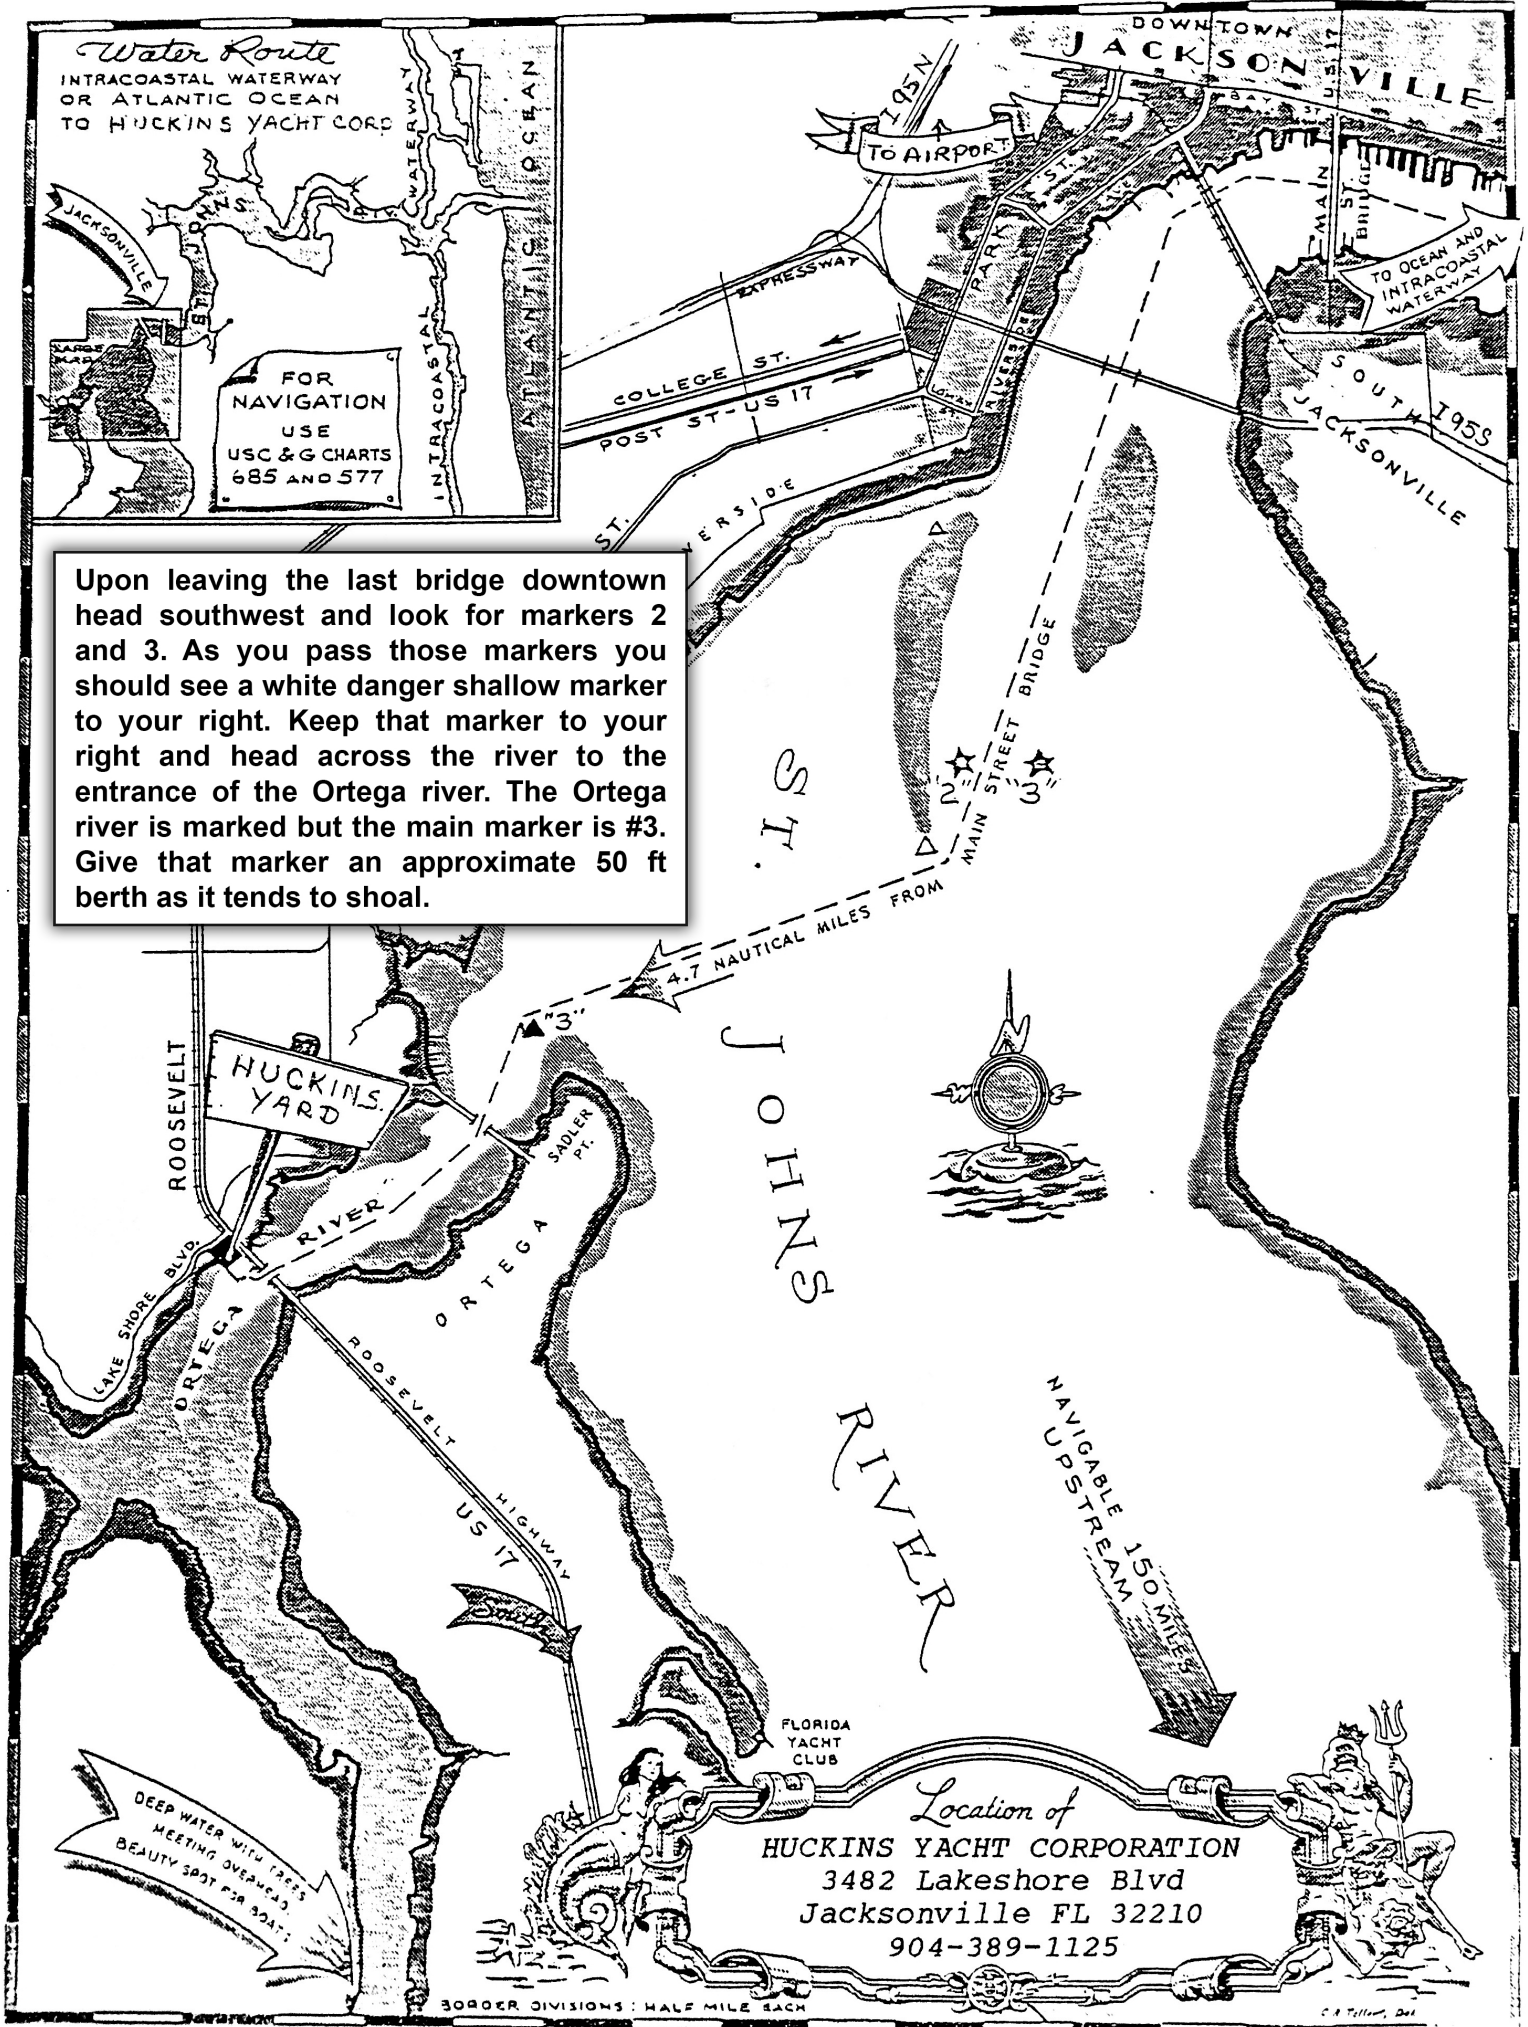 Water Route
INTRACOASTAL WATERWAY
OR ATLANTIC OCEAN
TO HUCKINS YACHT CORP
JACKSONVILLE
ST. JOHNS RIV.
INTRACOASTAL WATERWAY
ATLANTIC OCEAN
LARGE
MAP
FOR
NAVIGATION
USE
USC & G CHARTS
685 AND 577
DOWNTOWN
JACKSONVILLE
U.S. 17
BAY ST
I 95 N
TO AIRPORT
PARK ST.
RIVERSIDE
MAIN
ST.
BRIDGE
TO OCEAN AND
INTRACOASTAL
WATERWAY
EXPRESSWAY
COLLEGE ST.
POST ST-US 17
SOUTH
JACKSONVILLE
I 95 S
ST.
VERSIDE
Upon leaving the last bridge downtown
head southwest and look for markers 2
and 3. As you pass those markers you
should see a white danger shallow marker
to your right. Keep that marker to your
right and head across the river to the
entrance of the Ortega river. The Ortega
river is marked but the main marker is #3.
Give that marker an approximate 50 ft
berth as it tends to shoal.
"2"
"3"
4.7 NAUTICAL MILES FROM MAIN STREET BRIDGE
ST. JOHNS RIVER
N
"3"
ROOSEVELT
HUCKINS
YARD
SADLER
PT.
ORTEGA
ORTEGA RIVER
LAKE SHORE BLVD.
ROOSEVELT HIGHWAY
US 17
South
NAVIGABLE 150 MILES
UPSTREAM
FLORIDA
YACHT
CLUB
DEEP WATER WITH TREES
MEETING OVERHEAD
BEAUTY SPOT FOR BOATS
Location of
HUCKINS YACHT CORPORATION
3482 Lakeshore Blvd
Jacksonville FL 32210
904-389-1125
BORDER DIVISIONS: HALF MILE EACH